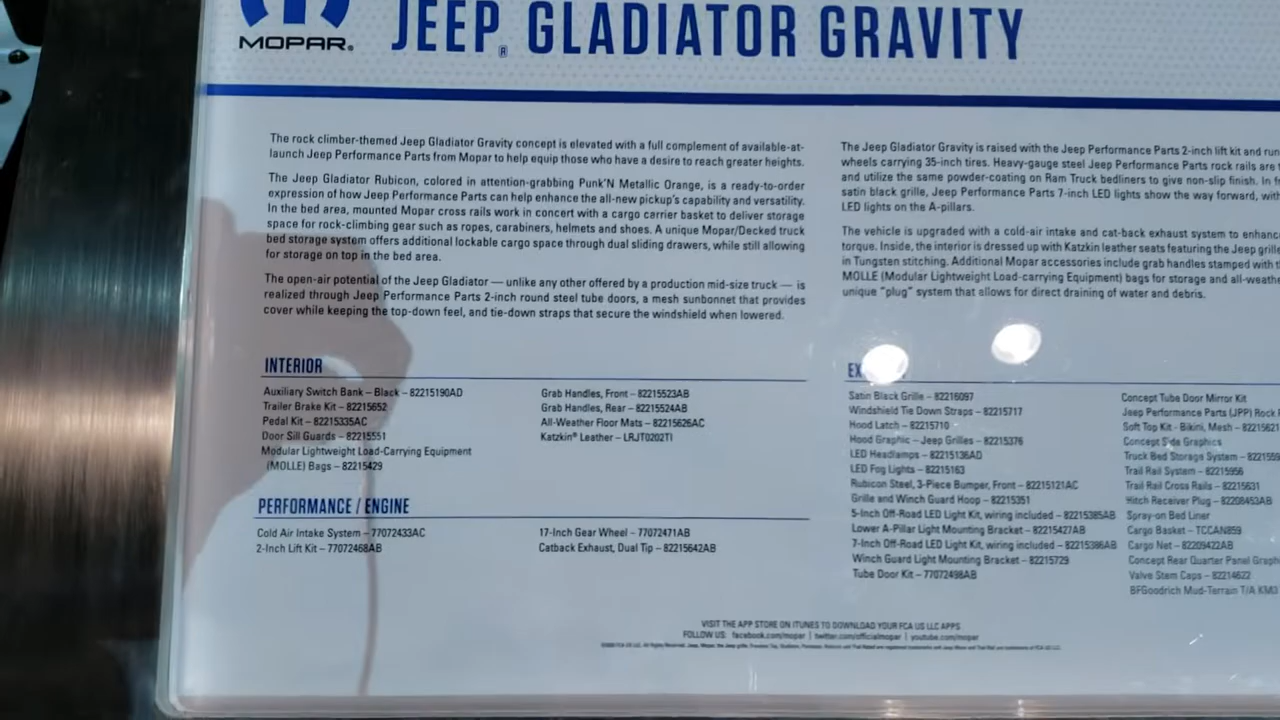 MOPAR®
JEEP® GLADIATOR GRAVITY
The rock climber-themed Jeep Gladiator Gravity concept is elevated with a full complement of available-at-
launch Jeep Performance Parts from Mopar to help equip those who have a desire to reach greater heights.
The Jeep Gladiator Rubicon, colored in attention-grabbing Punk'N Metallic Orange, is a ready-to-order
expression of how Jeep Performance Parts can help enhance the all-new pickup's capability and versatility.
In the bed area, mounted Mopar cross rails work in concert with a cargo carrier basket to deliver storage
space for rock-climbing gear such as ropes, carabiners, helmets and shoes. A unique Mopar/Decked truck
bed storage system offers additional lockable cargo space through dual sliding drawers, while still allowing
for storage on top in the bed area.
The open-air potential of the Jeep Gladiator — unlike any other offered by a production mid-size truck — is
realized through Jeep Performance Parts 2-inch round steel tube doors, a mesh sunbonnet that provides
cover while keeping the top-down feel, and tie-down straps that secure the windshield when lowered.
The Jeep Gladiator Gravity is raised with the Jeep Performance Parts 2-inch lift kit and run
wheels carrying 35-inch tires. Heavy-gauge steel Jeep Performance Parts rock rails are
and utilize the same powder-coating on Ram Truck bedliners to give non-slip finish. In
satin black grille, Jeep Performance Parts 7-inch LED lights show the way forward, with
LED lights on the A-pillars.
The vehicle is upgraded with a cold-air intake and cat-back exhaust system to enhanc
torque. Inside, the interior is dressed up with Katzkin leather seats featuring the Jeep grille
in Tungsten stitching. Additional Mopar accessories include grab handles stamped with
MOLLE (Modular Lightweight Load-carrying Equipment) bags for storage and all-weathe
unique "plug" system that allows for direct draining of water and debris.
INTERIOR
Auxiliary Switch Bank – Black - 82215190AD
Trailer Brake Kit – 82215652
Pedal Kit – 82215335AC
Door Sill Guards – 82215551
Modular Lightweight Load-Carrying Equipment
(MOLLE) Bags – 82215429
Grab Handles, Front – 82215523AB
Grab Handles, Rear – 82215524AB
All-Weather Floor Mats – 82215626AC
Katzkin® Leather – LRJT0202TI
PERFORMANCE / ENGINE
Cold Air Intake System – 77072433AC
2-Inch Lift Kit – 77072468AB
17-Inch Gear Wheel – 77072471AB
Catback Exhaust, Dual Tip – 82215642AB
EX
Satin Black Grille – 82216097
Windshield Tie Down Straps – 82215717
Hood Latch – 82215710
Hood Graphic – Jeep Grilles – 82215376
LED Headlamps – 82215136AD
LED Fog Lights – 82215163
Rubicon Steel, 3-Piece Bumper, Front – 82215121AC
Grille and Winch Guard Hoop – 82215351
5-Inch Off-Road LED Light Kit, wiring included – 82215385AB
Lower A-Pillar Light Mounting Bracket – 82215427AB
7-Inch Off-Road LED Light Kit, wiring included – 82215386AB
Winch Guard Light Mounting Bracket – 82215729
Tube Door Kit – 77072498AB
Concept Tube Door Mirror Kit
Jeep Performance Parts (JPP) Rock
Soft Top Kit - Bikini, Mesh – 82215621
Concept Side Graphics
Truck Bed Storage System –
Trail Rail System – 82215956
Trail Rail Cross Rails – 82215631
Hitch Receiver Plug – 82208453AB
Spray-on Bed Liner
Cargo Basket – TCCAN859
Cargo Net – 82209422AB
Concept Rear Quarter Panel Graph
Valve Stem Caps – 82214622
BFGoodrich Mud-Terrain T/A KM3
VISIT THE APP STORE ON ITUNES TO DOWNLOAD YOUR FCA US LLC APPS
FOLLOW US: facebook.com/mopar | twitter.com/officialmopar | youtube.com/mopar